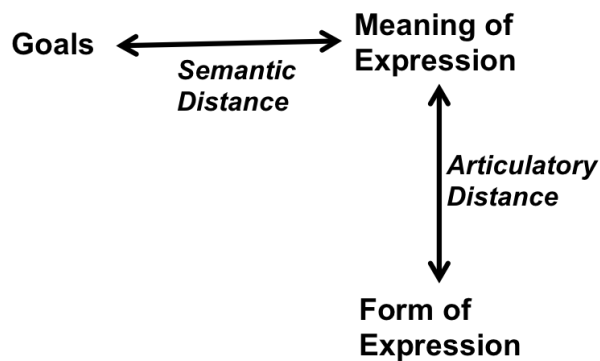 Goals
Meaning of
Expression
Semantic
Distance
Articulatory
Distance
Form of
Expression